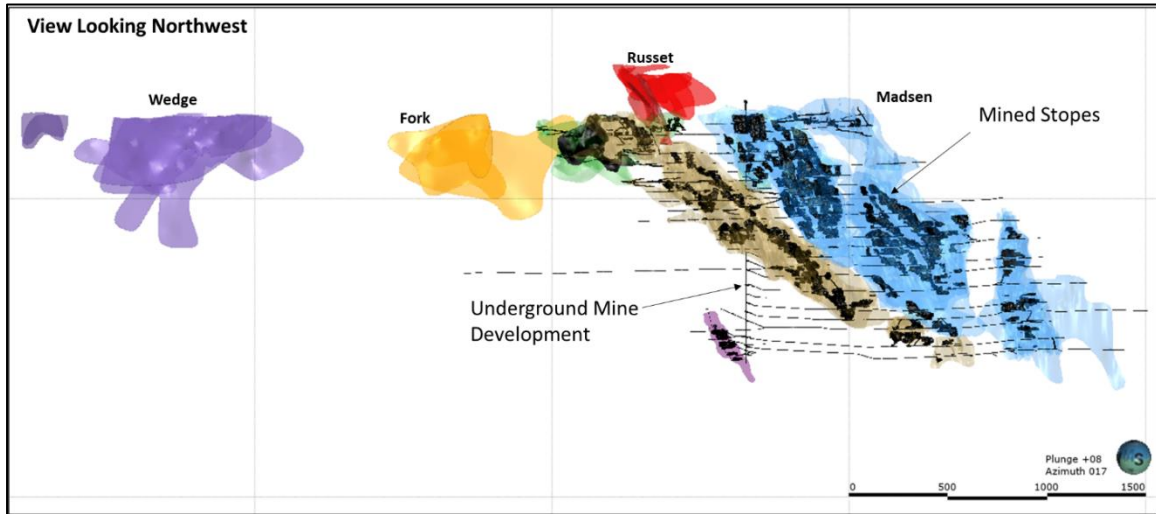 View Looking Northwest
Russet
Wedge
Madsen
Mined Stopes
Fork
Underground Mine
Development
Plunge +08
Azimuth 017
S
0 500 1000 1500